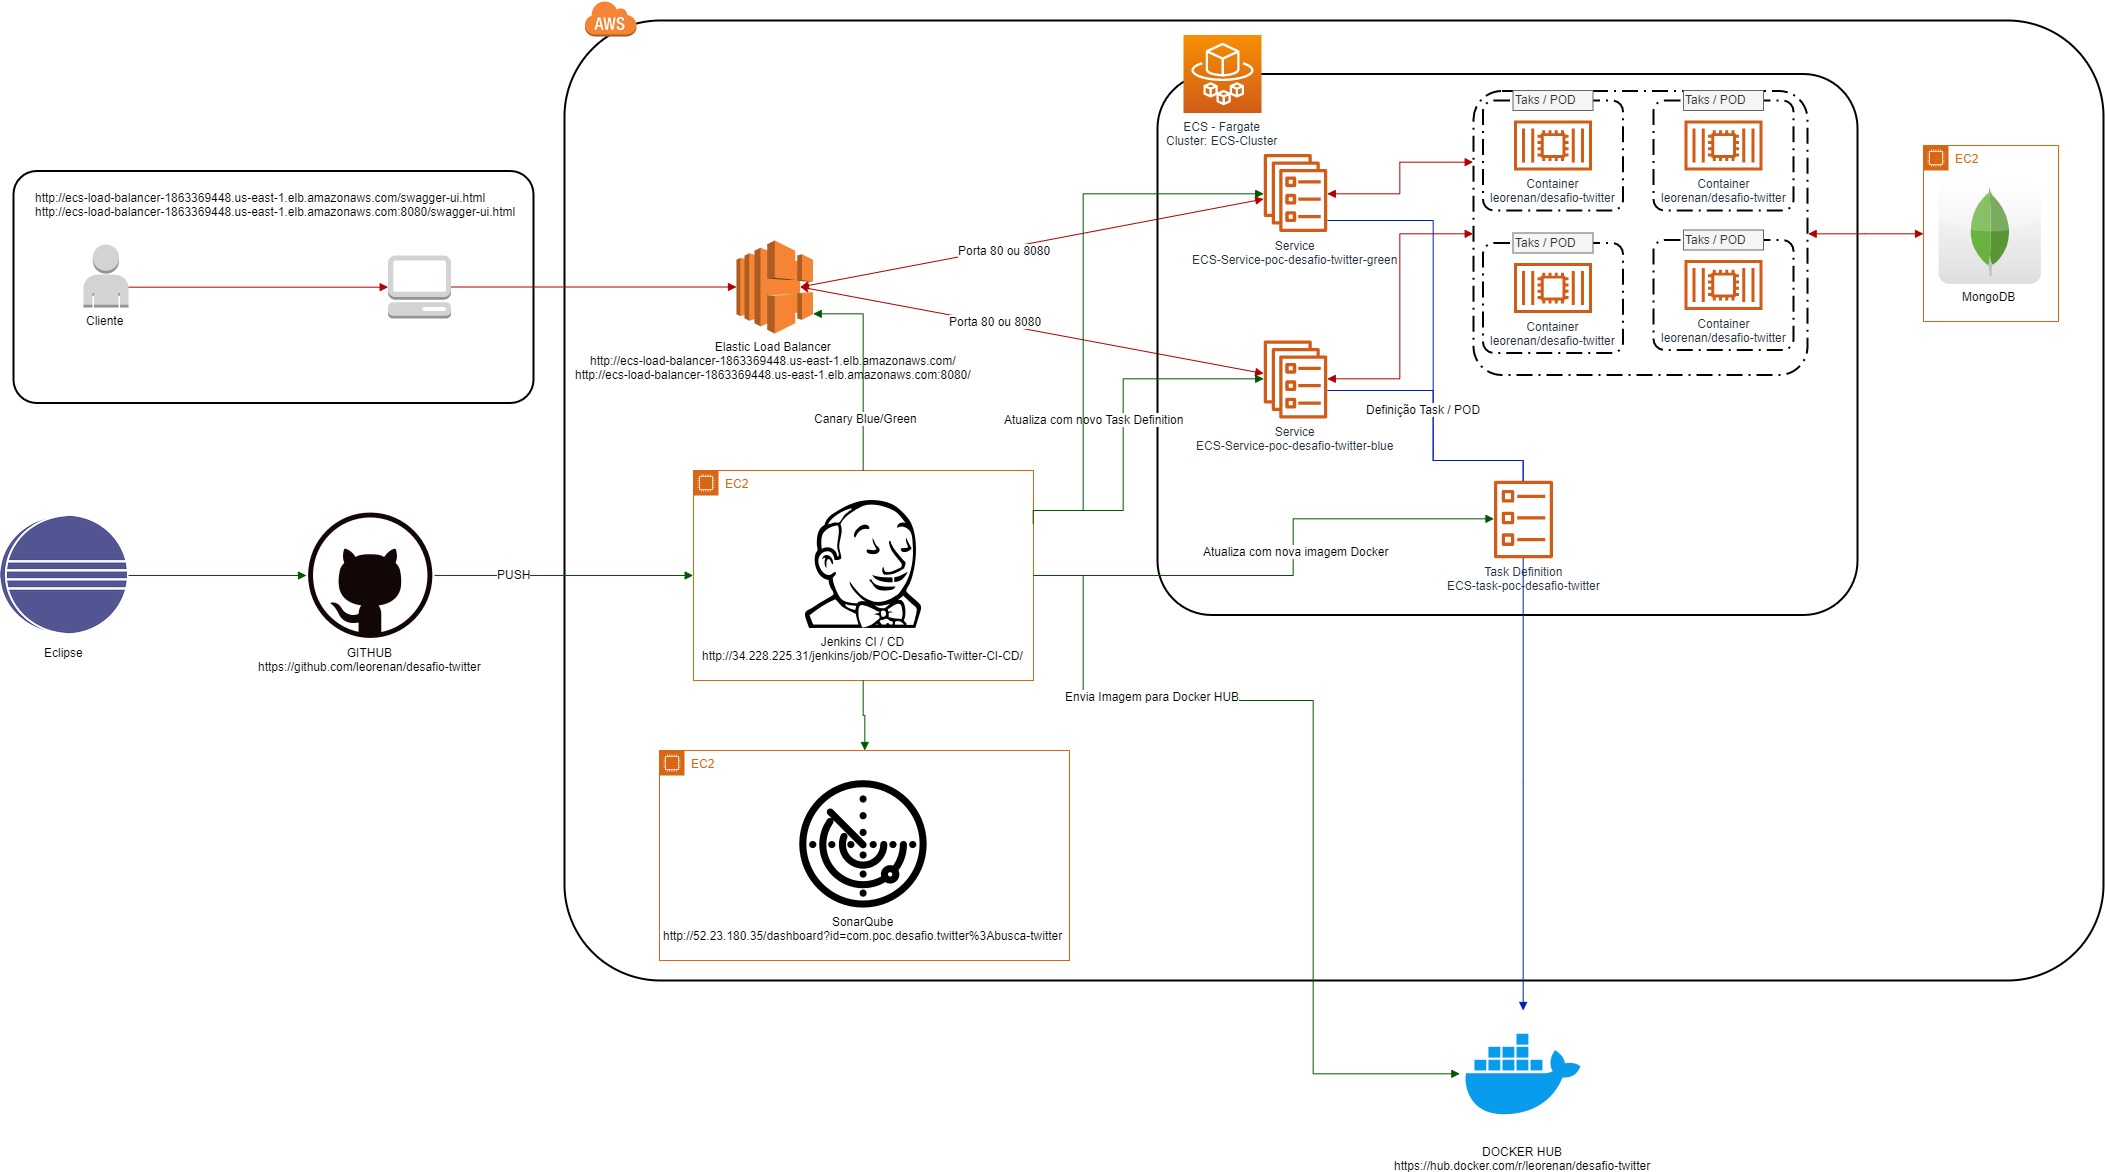 AWS
ECS - Fargate
Cluster: ECS-Cluster
Taks / POD
Container
leorenan/desafio-twitter
Taks / POD
Container
leorenan/desafio-twitter
Taks / POD
Container
leorenan/desafio-twitter
Taks / POD
Container
leorenan/desafio-twitter
EC2
MongoDB
http://ecs-load-balancer-1863369448.us-east-1.elb.amazonaws.com/swagger-ui.html
http://ecs-load-balancer-1863369448.us-east-1.elb.amazonaws.com:8080/swagger-ui.html
Cliente
Elastic Load Balancer
http://ecs-load-balancer-1863369448.us-east-1.elb.amazonaws.com/
http://ecs-load-balancer-1863369448.us-east-1.elb.amazonaws.com:8080/
Porta 80 ou 8080
Porta 80 ou 8080
Service
ECS-Service-poc-desafio-twitter-green
Service
ECS-Service-poc-desafio-twitter-blue
Definição Task / POD
Canary Blue/Green
Atualiza com novo Task Definition
Atualiza com nova imagem Docker
Task Definition
ECS-task-poc-desafio-twitter
Eclipse
GITHUB
https://github.com/leorenan/desafio-twitter
PUSH
EC2
Jenkins CI / CD
http://34.228.225.31/jenkins/job/POC-Desafio-Twitter-CI-CD/
Envia Imagem para Docker HUB
EC2
SonarQube
http://52.23.180.35/dashboard?id=com.poc.desafio.twitter%3Abusca-twitter
DOCKER HUB
https://hub.docker.com/r/leorenan/desafio-twitter